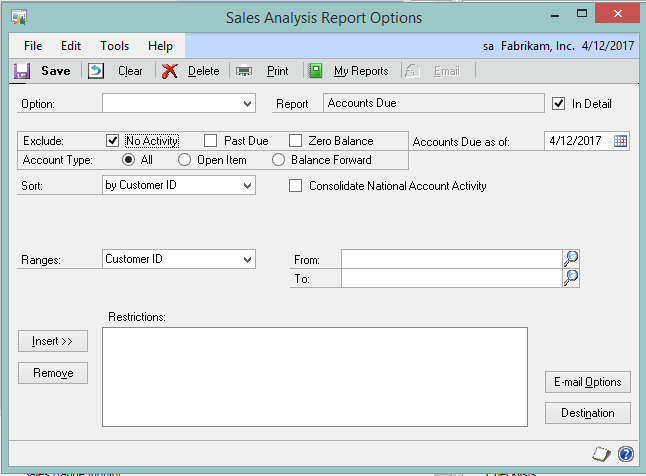 Sales Analysis Report Options
File Edit Tools Help sa Fabrikam, Inc. 4/12/2017
Save Clear Delete Print My Reports Email
Option: Report Accounts Due In Detail
Exclude: No Activity Past Due Zero Balance Accounts Due as of: 4/12/2017
Account Type: All Open Item Balance Forward
Sort: by Customer ID Consolidate National Account Activity
Ranges: Customer ID From:
To:
Restrictions:
Insert >>
Remove
E-mail Options
Destination